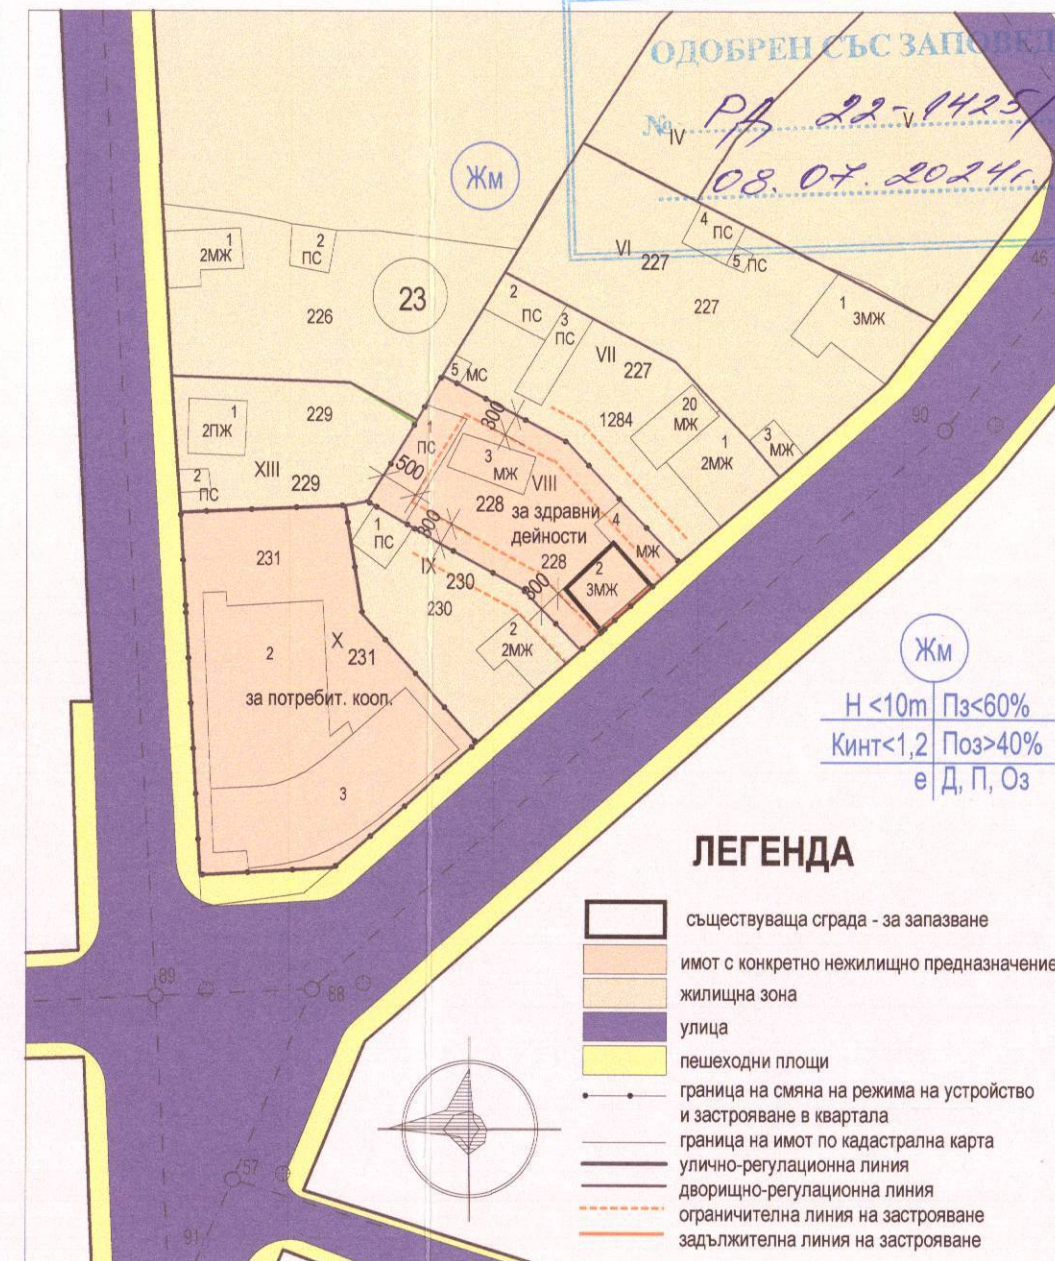 ОДОБРЕН СЪС ЗАПОВЕД
№ РД 22-1425/
08.07.2024г.
IV
V
Жм
4
ПС
5 ПС
VI
227
1
2МЖ
2
ПС
46
23
2
ПС
3
ПС
227
1
3МЖ
226
VII
227
5 МС
1
2ПЖ
229
300
1284
20
МЖ
90
1
ПС
1
2МЖ
3
МЖ
XIII
229
2
ПС
500
3
МЖ
VIII
228
за здравни
дейности
4
МЖ
1
ПС
300
231
IX
230
228
2
3МЖ
300
230
2
2МЖ
2
X
231
за потребит. кооп.
3
Жм
Н <10m Пз<60%
Кинт<1,2 Поз>40%
е Д, П, Оз
ЛЕГЕНДА
съществуваща сграда - за запазване
имот с конкретно нежилищно предназначение
жилищна зона
улица
пешеходни площи
граница на смяна на режима на устройство
и застрояване в квартала
граница на имот по кадастрална карта
улично-регулационна линия
дворищно-регулационна линия
ограничителна линия на застрояване
задължителна линия на застрояване
89
88
57
91